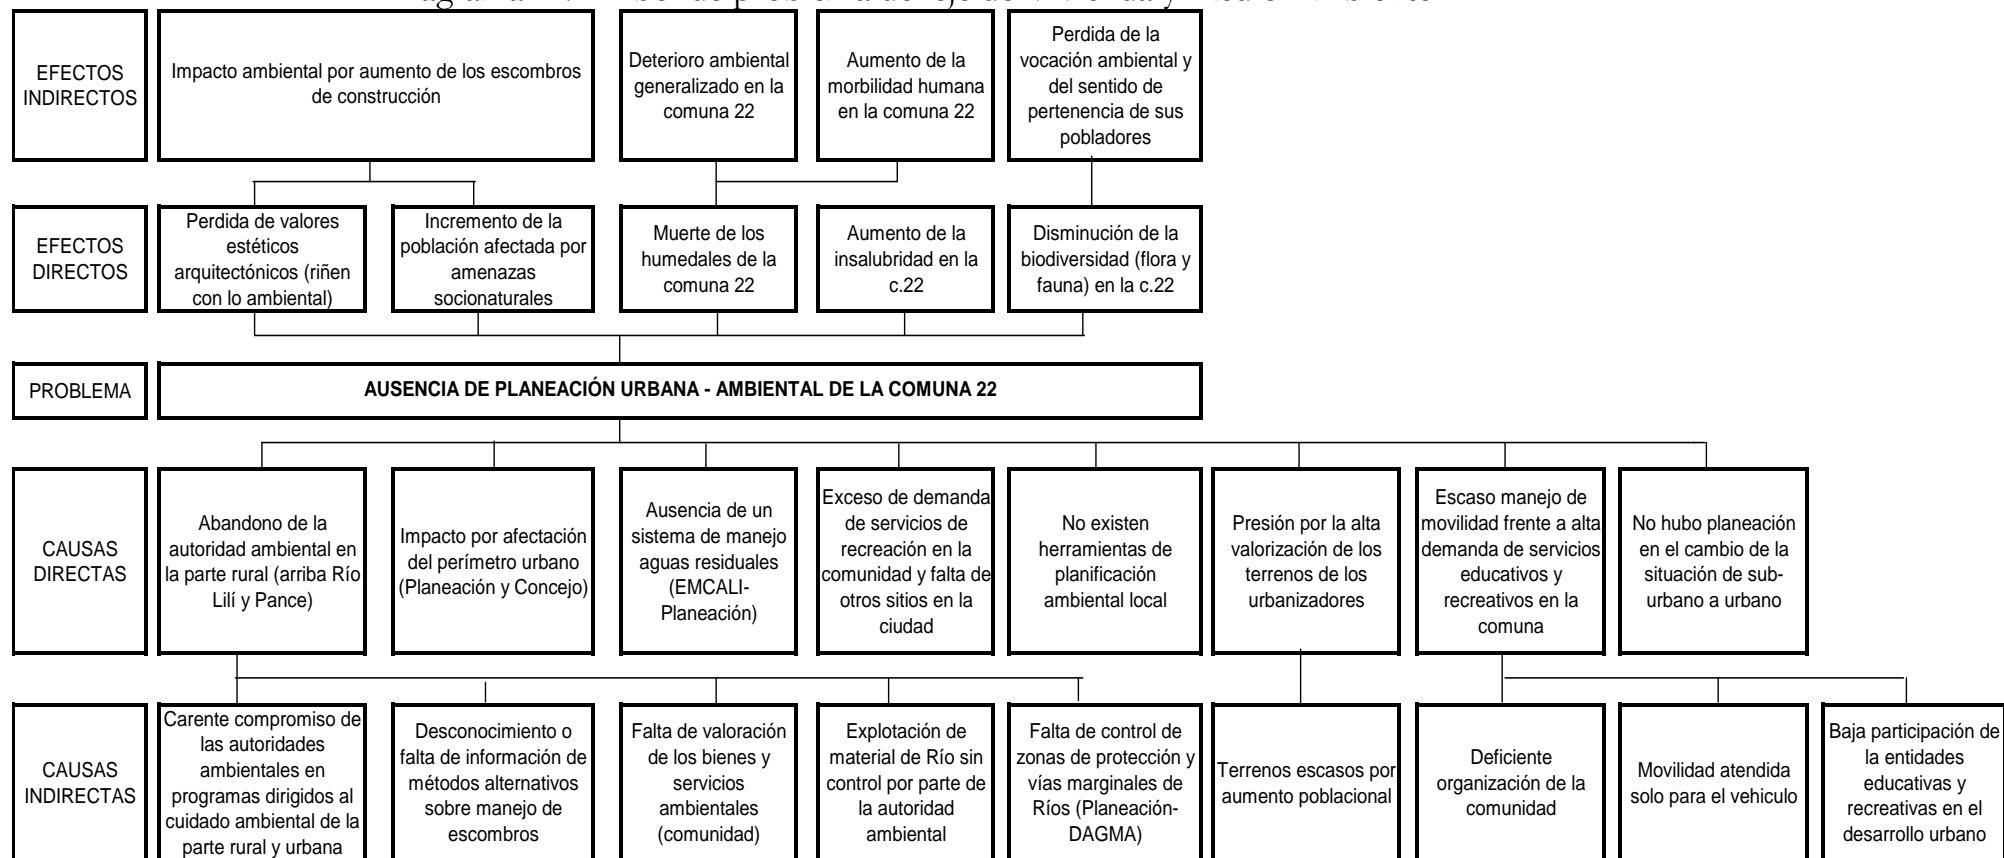 EFECTOS
INDIRECTOS
Impacto ambiental por aumento de los escombros
de construcción
Deterioro ambiental
generalizado en la
comuna 22
Aumento de la
morbilidad humana
en la comuna 22
Perdida de la
vocación ambiental y
del sentido de
pertenencia de sus
pobladores
EFECTOS
DIRECTOS
Perdida de valores
estéticos
arquitectónicos (riñen
con lo ambiental)
Incremento de la
población afectada por
amenazas
socionaturales
Muerte de los
humedales de la
comuna 22
Aumento de la
insalubridad en la
c.22
Disminución de la
biodiversidad (flora y
fauna) en la c.22
PROBLEMA
AUSENCIA DE PLANEACIÓN URBANA - AMBIENTAL DE LA COMUNA 22
CAUSAS
DIRECTAS
Abandono de la
autoridad ambiental en
la parte rural (arriba Río
Lilí y Pance)
Impacto por afectación
del perímetro urbano
(Planeación y Concejo)
Ausencia de un
sistema de manejo
aguas residuales
(EMCALI-
Planeación)
Exceso de demanda
de servicios de
recreación en la
comunidad y falta de
otros sitios en la
ciudad
No existen
herramientas de
planificación
ambiental local
Presión por la alta
valorización de los
terrenos de los
urbanizadores
Escaso manejo de
movilidad frente a alta
demanda de servicios
educativos y
recreativos en la
comuna
No hubo planeación
en el cambio de la
situación de sub-
urbano a urbano
CAUSAS
INDIRECTAS
Carente compromiso de
las autoridades
ambientales en
programas dirigidos al
cuidado ambiental de la
parte rural y urbana
Desconocimiento o
falta de información de
métodos alternativos
sobre manejo de
escombros
Falta de valoración
de los bienes y
servicios
ambientales
(comunidad)
Explotación de
material de Río sin
control por parte de
la autoridad
ambiental
Falta de control de
zonas de protección y
vías marginales de
Ríos (Planeación-
DAGMA)
Terrenos escasos por
aumento poblacional
Deficiente
organización de la
comunidad
Movilidad atendida
solo para el vehiculo
Baja participación de
la entidades
educativas y
recreativas en el
desarrollo urbano